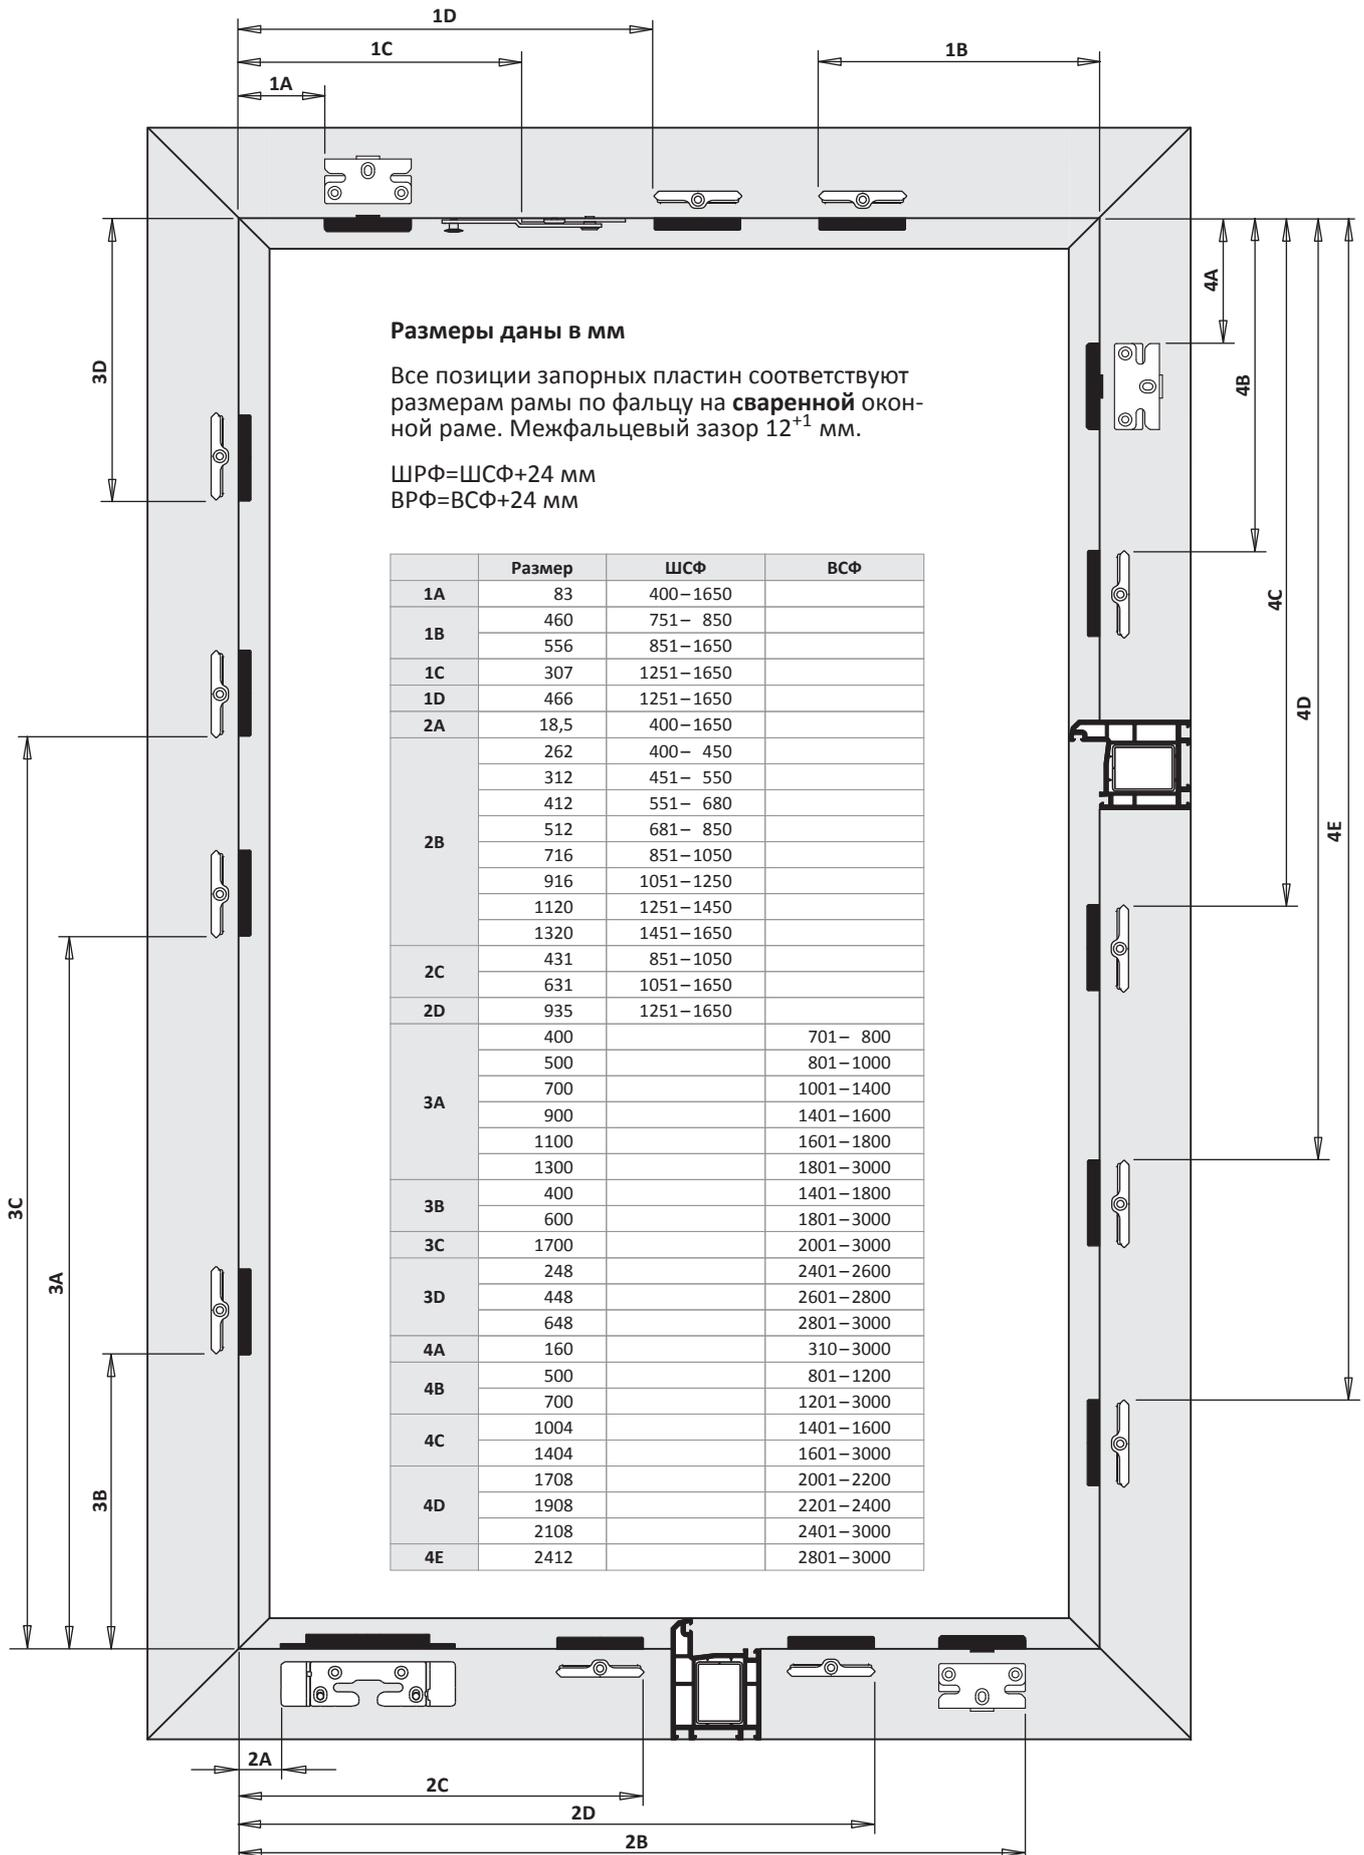 1D
1C
1B
1A
4A
3D
4B
Размеры даны в мм
Все позиции запорных пластин соответствуют
размерам рамы по фальцу на сваренной окон-
ной раме. Межфальцевый зазор 12+1 мм.
ШРФ=ШСФ+24 мм
ВРФ=ВСФ+24 мм
4C
4D
4E
Размер ШСФ ВСФ
1A 83 400–1650
1B 460 751– 850
556 851–1650
1C 307 1251–1650
1D 466 1251–1650
2A 18,5 400–1650
2B 262 400– 450
312 451– 550
412 551– 680
512 681– 850
716 851–1050
916 1051–1250
1120 1251–1450
1320 1451–1650
2C 431 851–1050
631 1051–1650
2D 935 1251–1650
3A 400 701– 800
500 801–1000
700 1001–1400
900 1401–1600
1100 1601–1800
1300 1801–3000
3B 400 1401–1800
600 1801–3000
3C 1700 2001–3000
3D 248 2401–2600
448 2601–2800
648 2801–3000
4A 160 310–3000
4B 500 801–1200
700 1201–3000
4C 1004 1401–1600
1404 1601–3000
4D 1708 2001–2200
1908 2201–2400
2108 2401–3000
4E 2412 2801–3000
3C
3A
3B
2A
2C
2D
2B